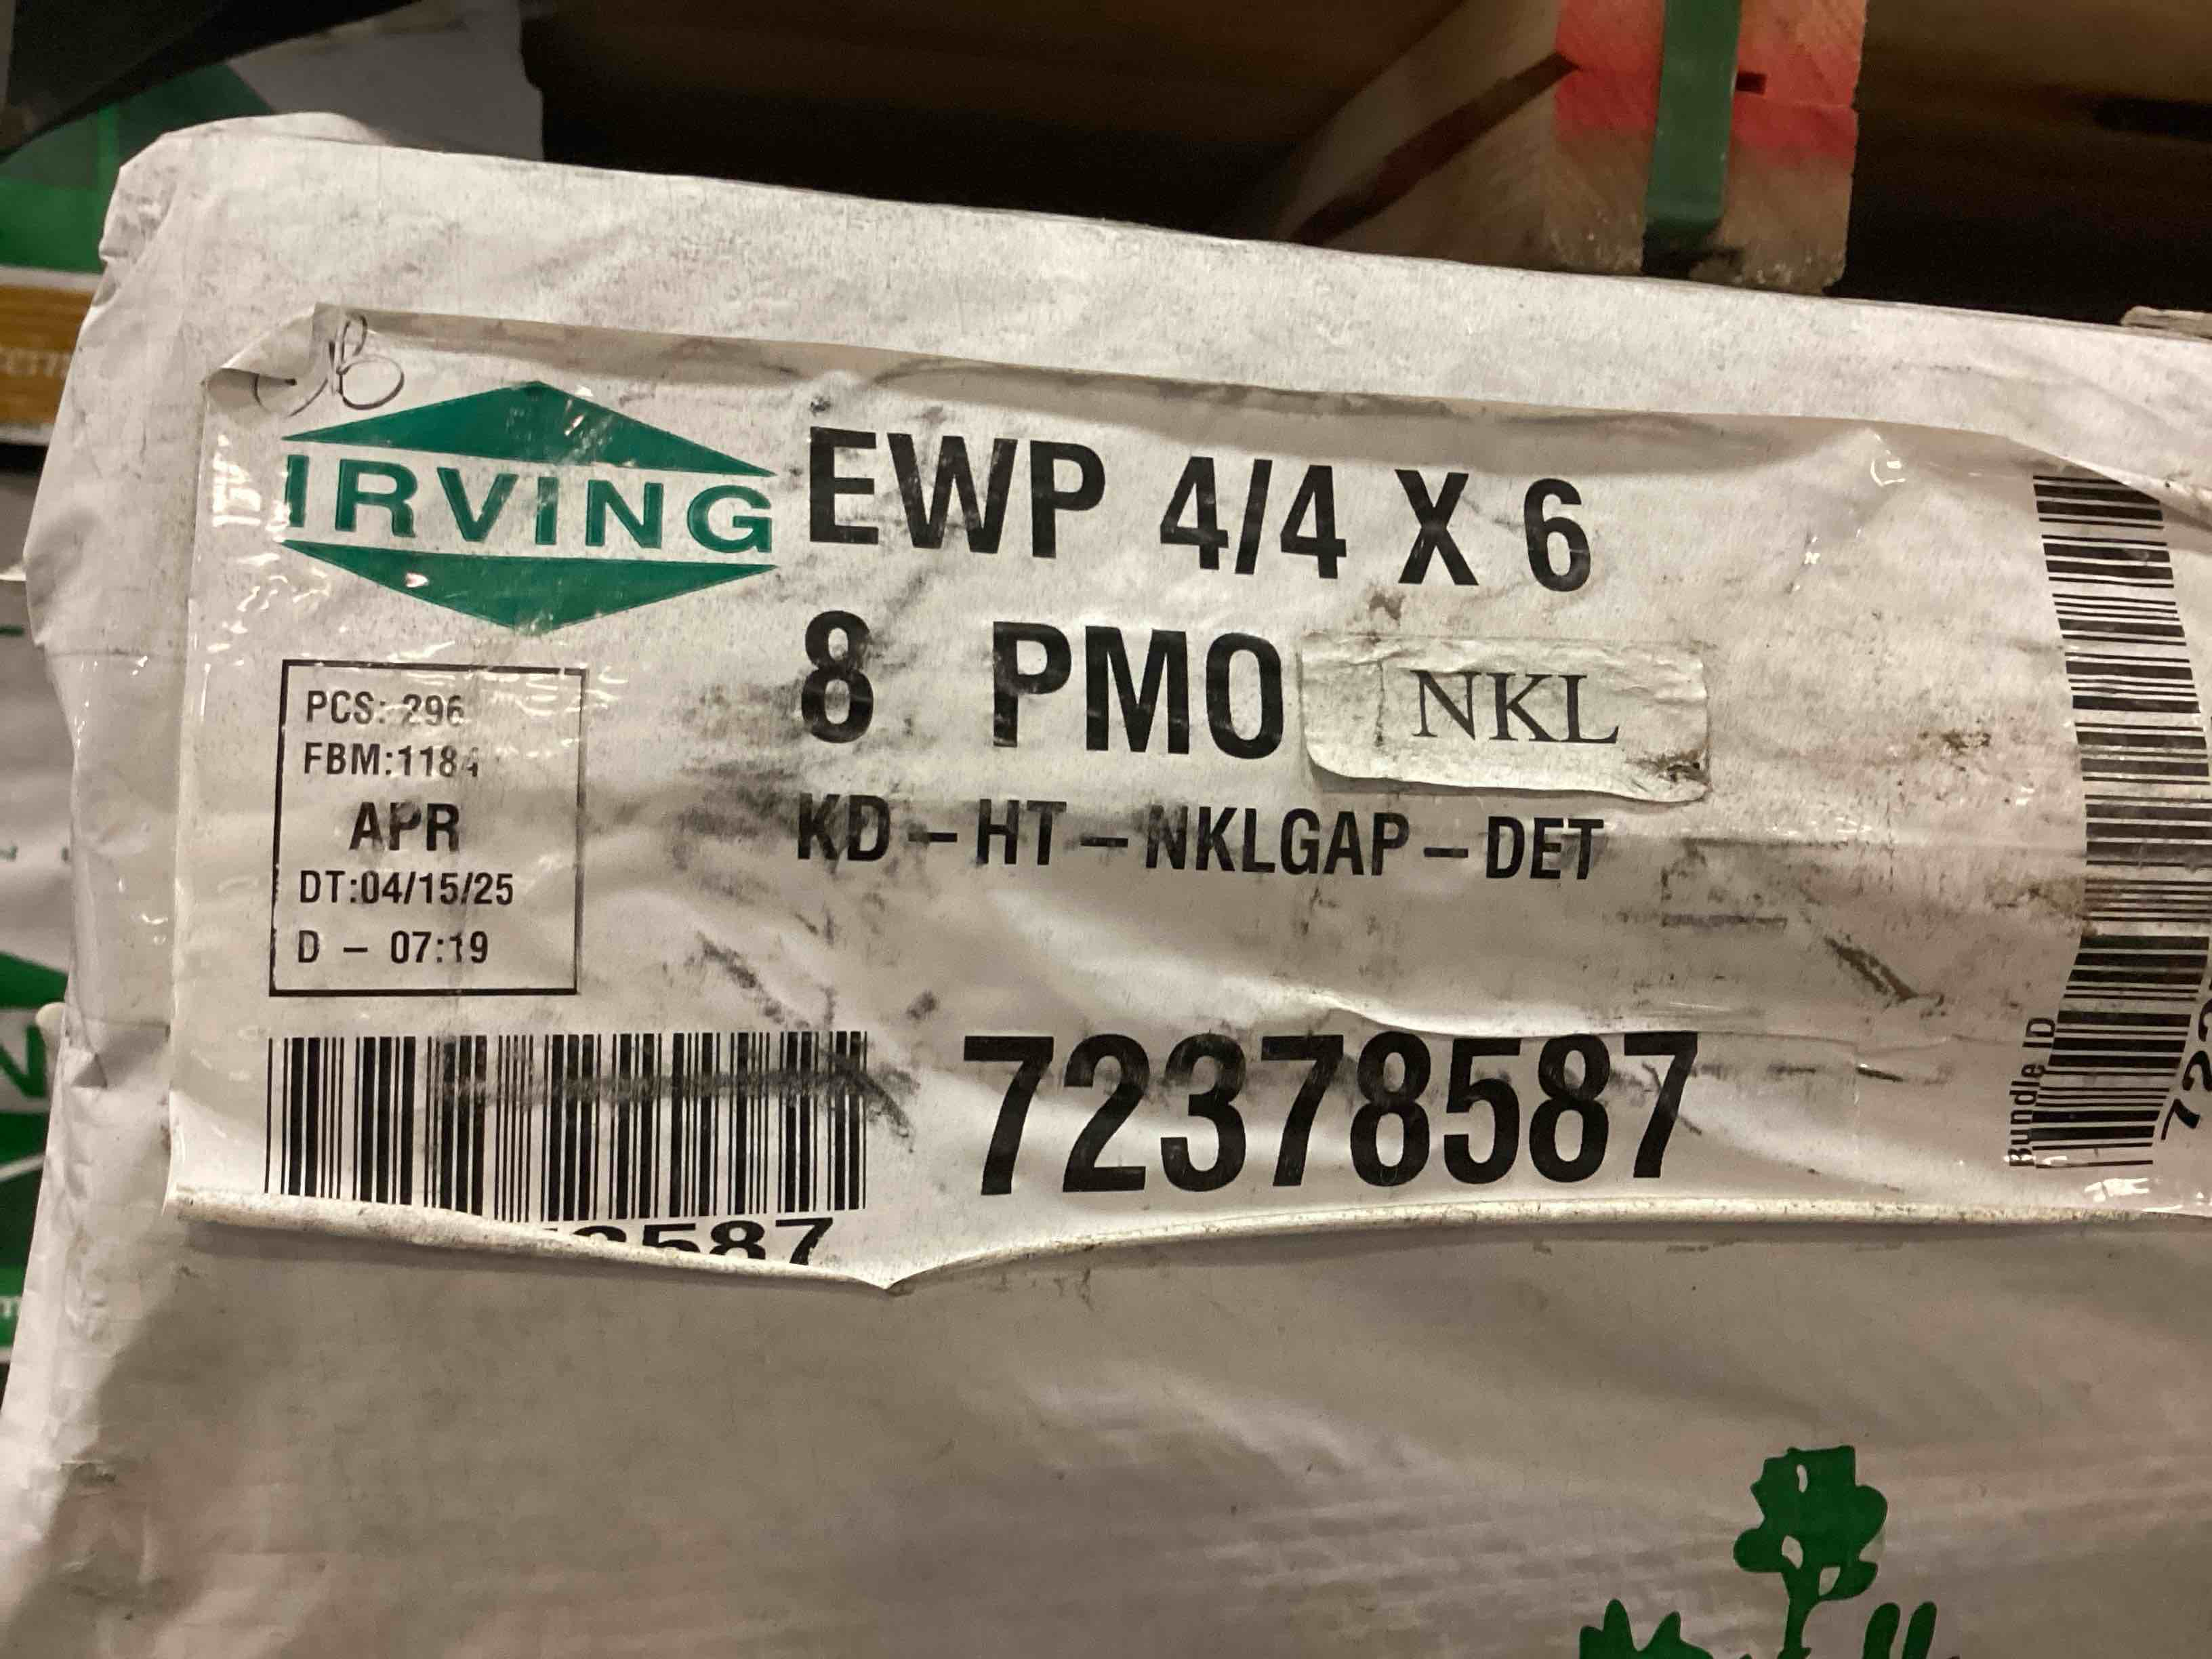 IRVING
EWP 4/4 X 6
8 PMO NKL
KD - HT - NKLGAP - DET
PCS: 296
FBM:1184
APR
DT:04/15/25
D - 07:19
72378587
587
Bundle ID